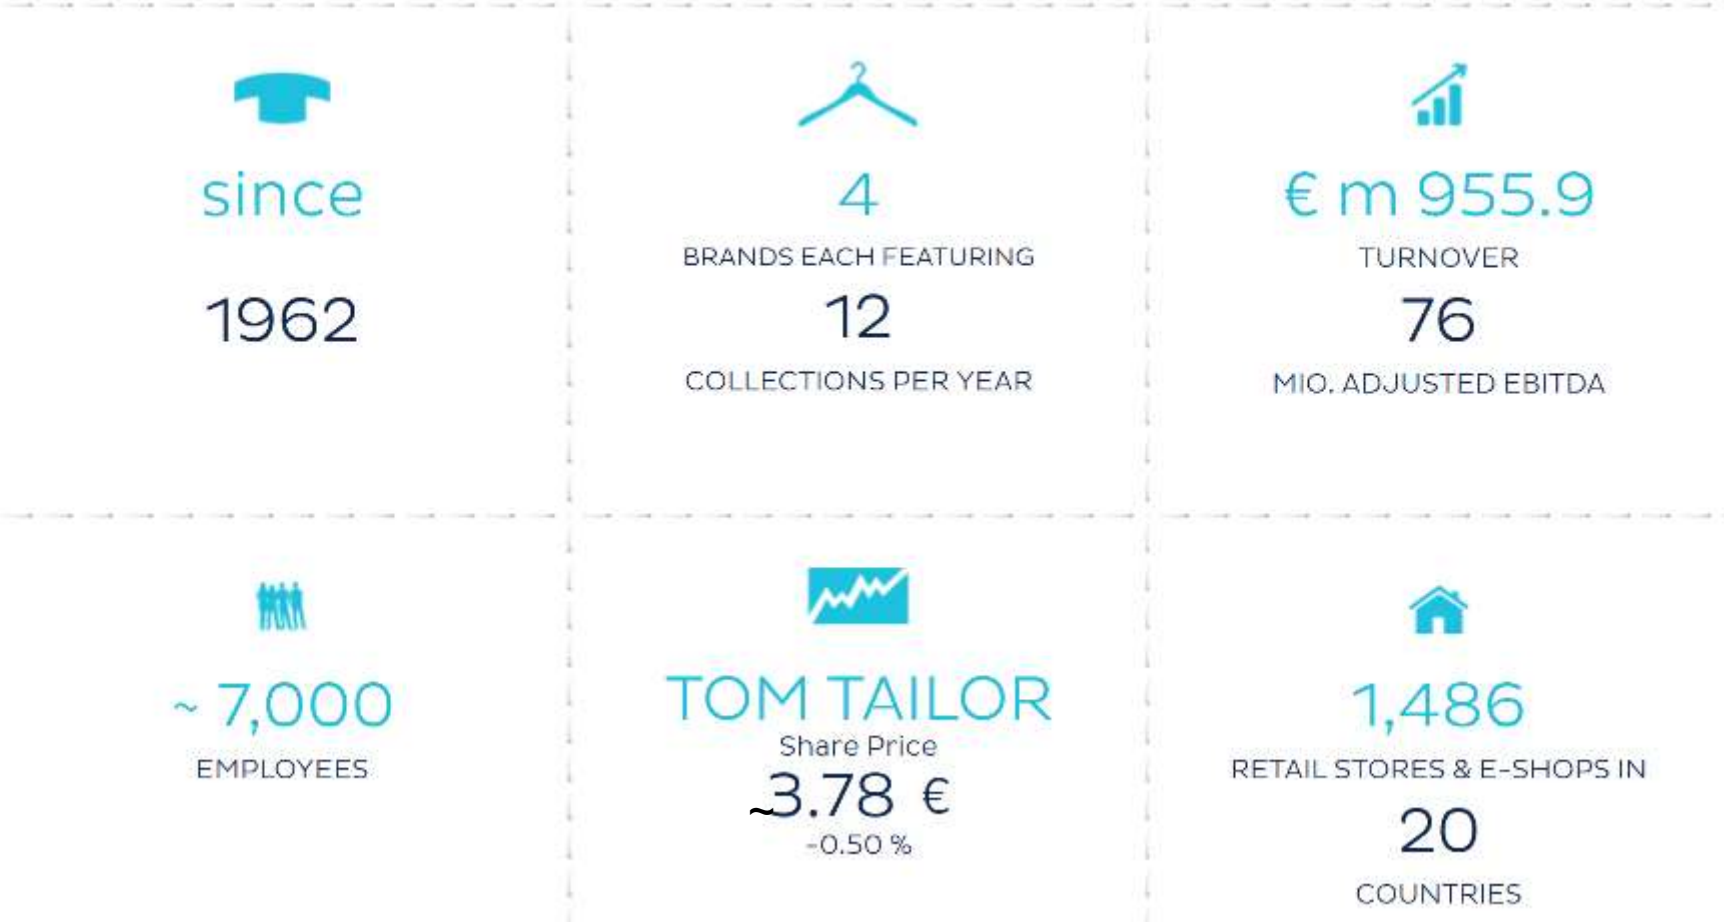 since
1962
4
BRANDS EACH FEATURING
12
COLLECTIONS PER YEAR
€ m 955.9
TURNOVER
76
MIO. ADJUSTED EBITDA
~ 7,000
EMPLOYEES
TOM TAILOR
Share Price
~3.78 €
-0.50 %
1,486
RETAIL STORES & E-SHOPS IN
20
COUNTRIES